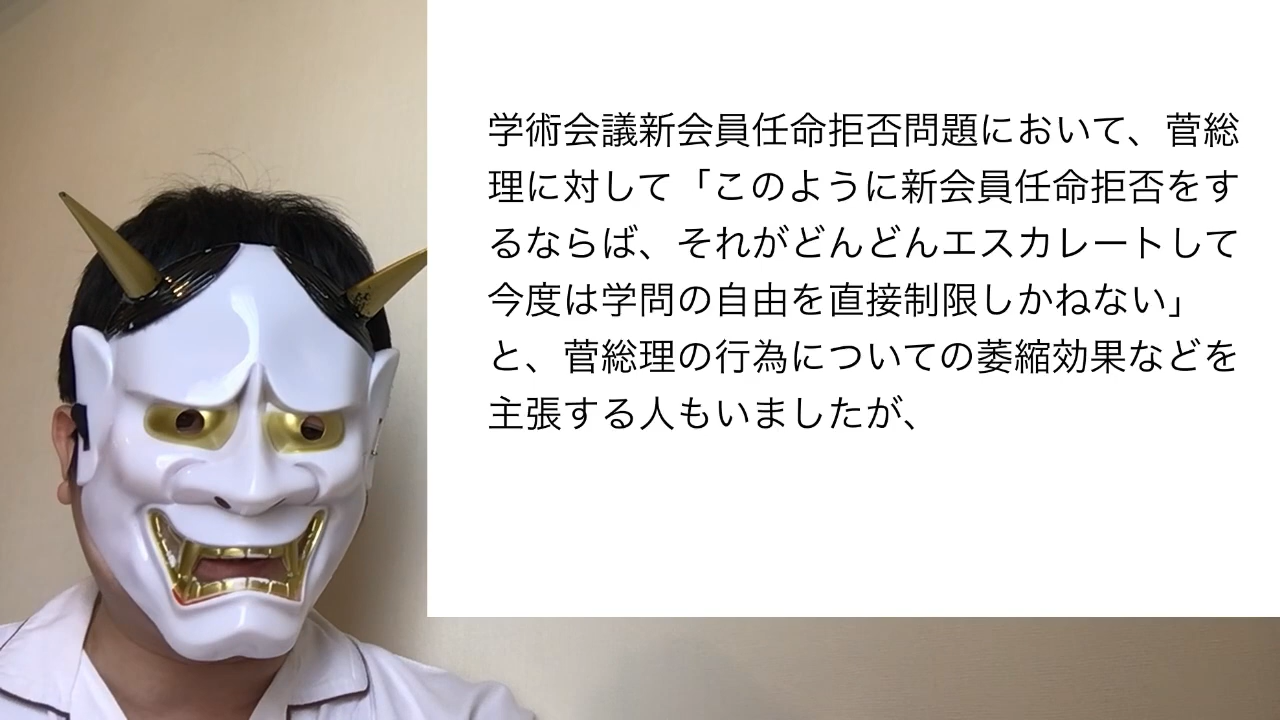 学術会議新会員任命拒否問題において、菅総
理に対して「このように新会員任命拒否をす
るならば、それがどんどんエスカレートして
今度は学問の自由を直接制限しかねない」
と、菅総理の行為についての萎縮効果などを
主張する人もいましたが、